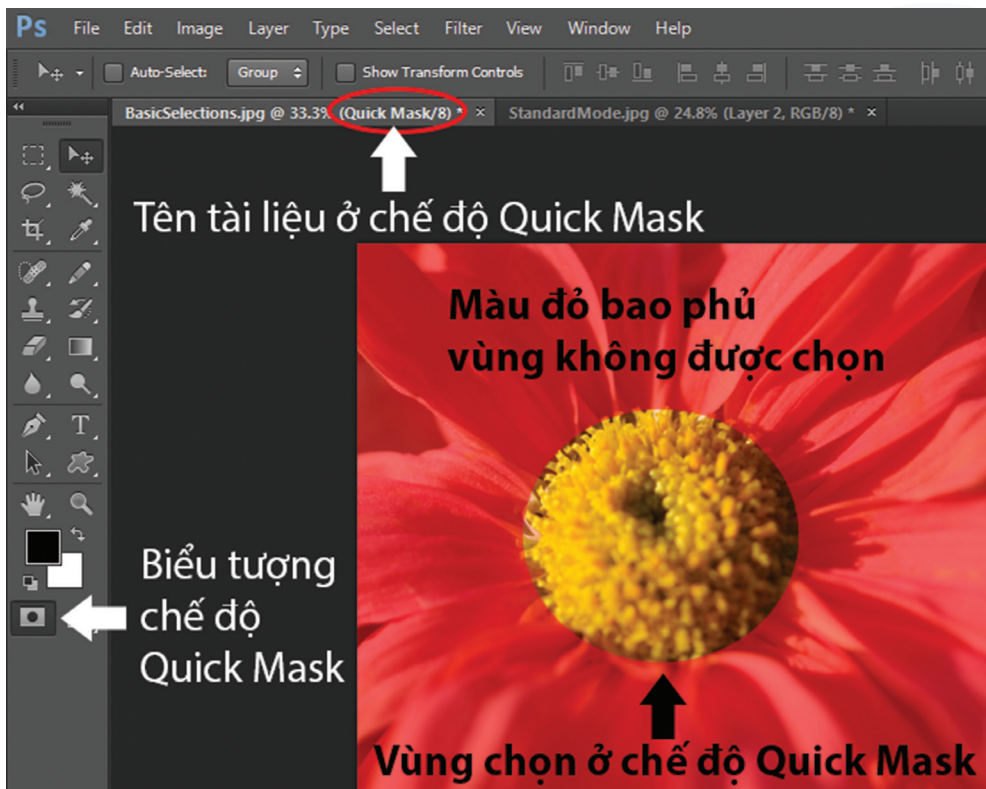 Ps File Edit Image Layer Type Select Filter View Window Help
Auto-Select: Group Show Transform Controls
BasicSelections.jpg @ 33.3% (Quick Mask/8) * × StandardMode.jpg @ 24.8% (Layer 2, RGB/8) * ×
Tên tài liệu ở chế độ Quick Mask
Màu đỏ bao phủ
vùng không được chọn
Biểu tượng
chế độ
Quick Mask
Vùng chọn ở chế độ Quick Mask